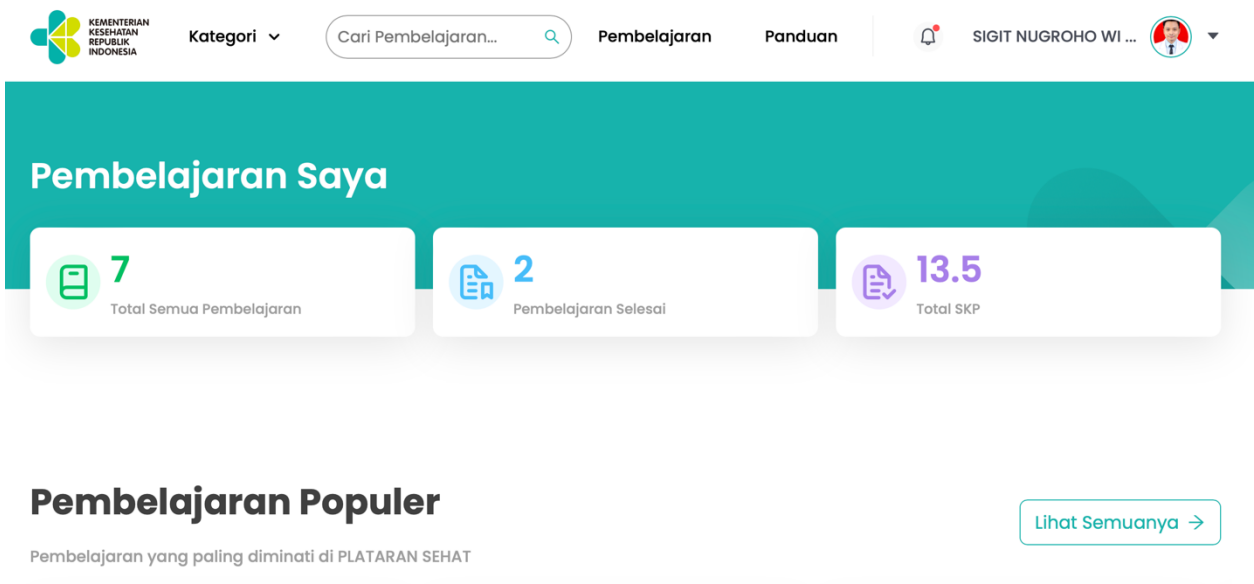 KEMENTERIAN
KESEHATAN
REPUBLIK
INDONESIA
Kategori
Cari Pembelajaran...
Pembelajaran
Panduan
SIGIT NUGROHO WI ...
Pembelajaran Saya
7
Total Semua Pembelajaran
2
Pembelajaran Selesai
13.5
Total SKP
Pembelajaran Populer
Lihat Semuanya →
Pembelajaran yang paling diminati di PLATARAN SEHAT